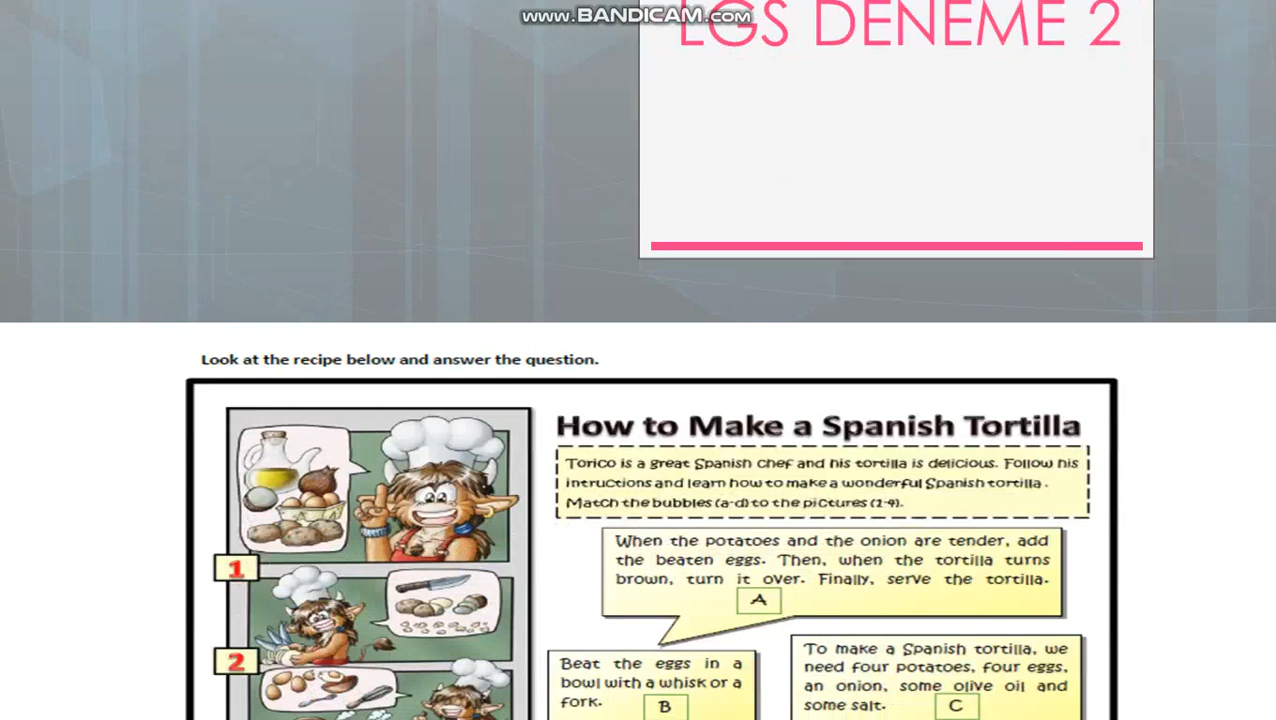 www.BANDICAM.com
LGS DENEME 2
Look at the recipe below and answer the question.
How to Make a Spanish Tortilla
Torico is a great Spanish chef and his tortilla is delicious. Follow his
intructions and learn how to make a wonderful Spanish tortilla .
Match the bubbles (a-d) to the pictures (1-4).
When the potatoes and the onion are tender, add
the beaten eggs. Then, when the tortilla turns
brown, turn it over. Finally, serve the tortilla.
A
1
2
Beat the eggs in a
bowl with a whisk or a
fork.
B
To make a Spanish tortilla, we
need four potatoes, four eggs,
an onion, some olive oil and
some salt.
C